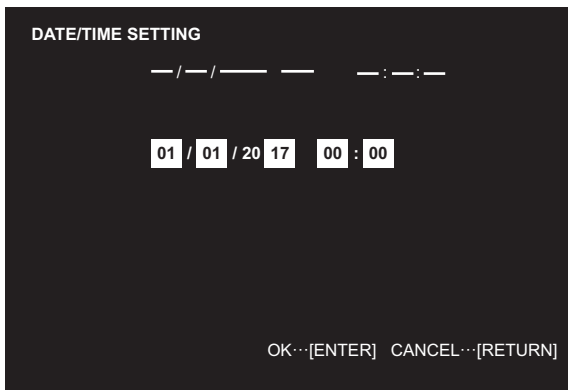 DATE/TIME SETTING
—/—/—— — —:—:—
01 / 01 / 20 17 00 : 00
OK···[ENTER] CANCEL···[RETURN]